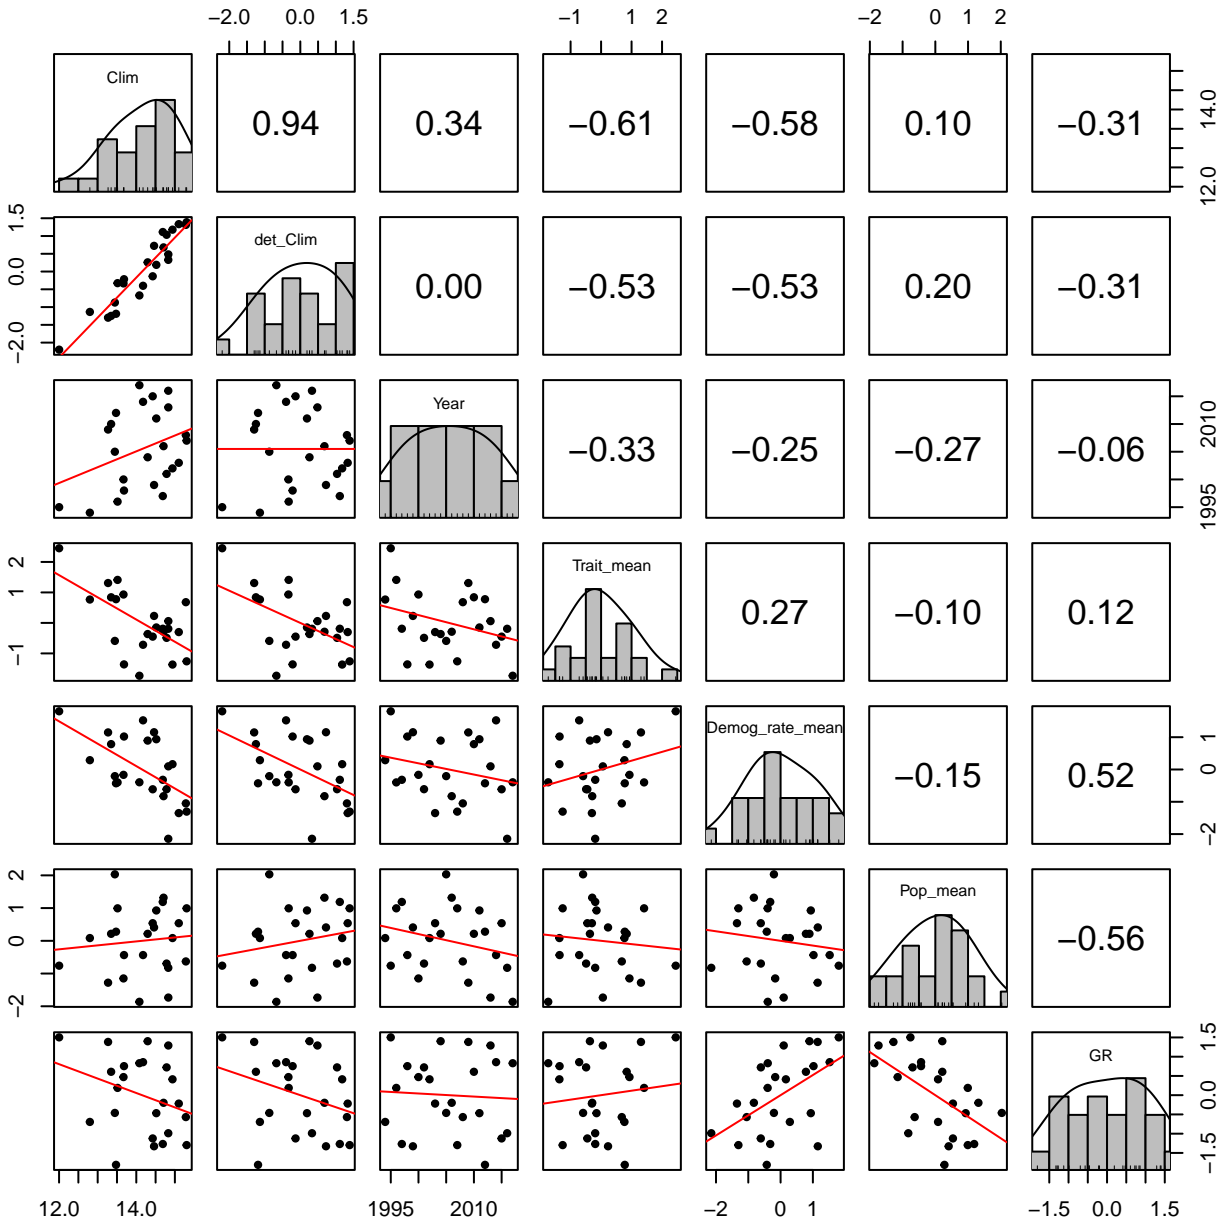 −2.0 0.0 1.5 −1 1 2 −2 0 2
Clim 0.94 0.34 −0.61 −0.58 0.10 −0.31 12.0 14.0
−2.0 0.0 1.5 det_Clim 0.00 −0.53 −0.53 0.20 −0.31
Year −0.33 −0.25 −0.27 −0.06 1995 2010
−1 1 2 Trait_mean 0.27 −0.10 0.12
Demog_rate_mean −0.15 0.52 −2 0 1
−2 0 1 2 Pop_mean −0.56
GR −1.5 0.0 1.5
12.0 14.0 1995 2010 −2 0 1 −1.5 0.0 1.5